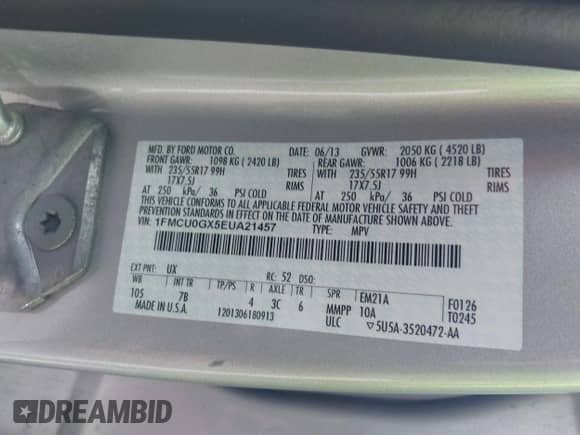 MFD. BY FORD MOTOR CO. DATE: 06/13 GVWR: 2050 KG ( 4520 LB)
FRONT GAWR: 1098 KG ( 2420 LB) REAR GAWR: 1006 KG ( 2218 LB)
WITH 235/55R17 99H TIRES WITH 235/55R17 99H TIRES
17X7.5J RIMS 17X7.5J RIMS
AT 250 kPa/ 36 PSI COLD AT 250 kPa/ 36 PSI COLD
THIS VEHICLE CONFORMS TO ALL APPLICABLE FEDERAL MOTOR VEHICLE SAFETY AND THEFT
PREVENTION STANDARDS IN EFFECT ON THE DATE OF MANUFACTURE SHOWN ABOVE.
VIN: 1FMCU0GX5EUA21457 TYPE: MPV
EXT PNT: UX RC: 52 DSO:
WB TP/PS R AXLE TR SPR EM21A F0126
105 7B 4 3C 6 MMPP 10A T0245
MADE IN U.S.A. 1201306180913 ULC 5U5A-3520472-AA
DREAMBID